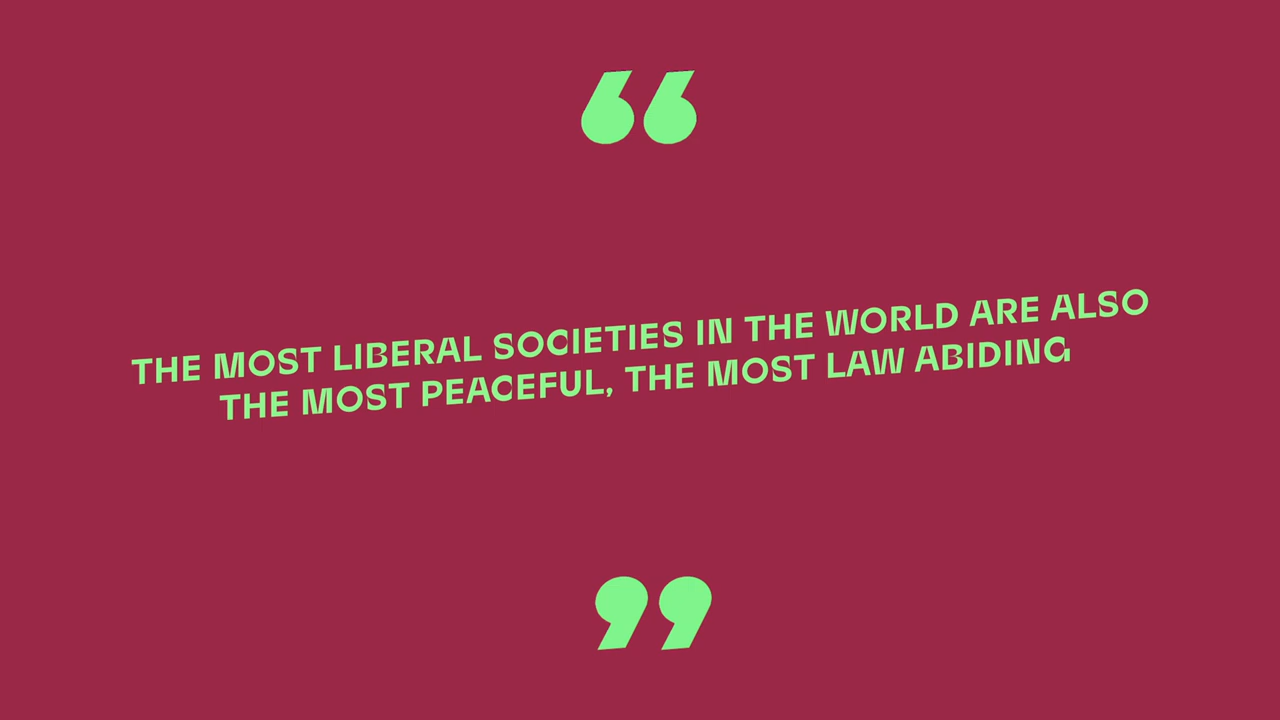 “
THE MOST LIBERAL SOCIETIES IN THE WORLD ARE ALSO
THE MOST PEACEFUL, THE MOST LAW ABIDING
”